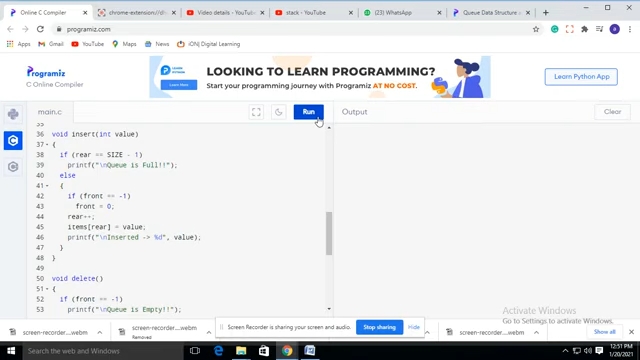 Online C Compiler
chrome-extension://dh
Video details - YouTube
stack - YouTube
(23) WhatsApp
Queue Data Structure a
programiz.com
Apps
Gmail
YouTube
Maps
News
iON| Digital Learning
Programiz
C Online Compiler
LOOKING TO LEARN PROGRAMMING?
Start your programming journey with Programiz AT NO COST.
Learn Python App
main.c
Run
Output
Clear
35
36 void insert(int value)
37 {
38 if (rear == SIZE - 1)
39 printf("\nQueue is Full!!");
40 else
41 {
42 if (front == -1)
43 front = 0;
44 rear++;
45 items[rear] = value;
46 printf("\nInserted -> %d", value);
47 }
48 }
50 void delete()
51 {
52 if (front == -1)
53 printf("\nQueue is Empty!!");
Activate Windows
Go to Settings to activate Windows.
Screen Recorder is sharing your screen and audio.
Stop sharing
Hide
screen-recorder.webm
screen-recorder....webm
Removed
screen-recorder....webm
Show all
Type here to search
12:51 PM
1/20/2021